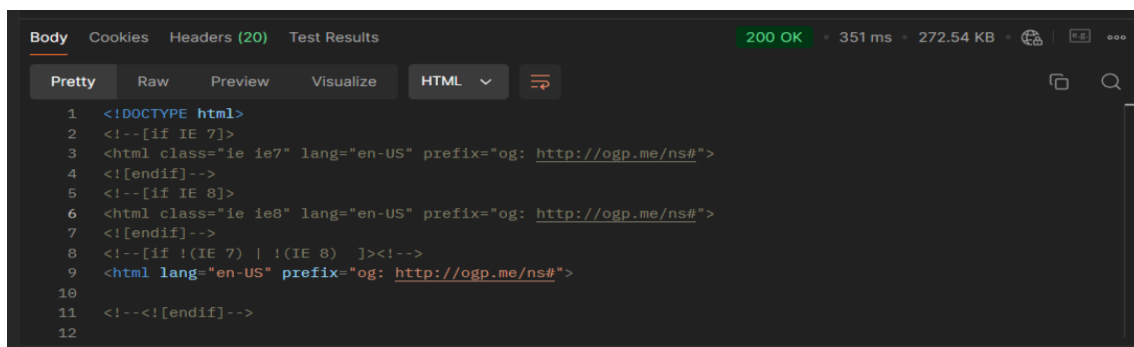 Body Cookies Headers (20) Test Results 200 OK • 351 ms • 272.54 KB e.g. ooo
Pretty Raw Preview Visualize HTML
1 <!DOCTYPE html>
2 <!--[if IE 7]>
3 <html class="ie ie7" lang="en-US" prefix="og: http://ogp.me/ns#">
4 <![endif]-->
5 <!--[if IE 8]>
6 <html class="ie ie8" lang="en-US" prefix="og: http://ogp.me/ns#">
7 <![endif]-->
8 <!--[if !(IE 7) | !(IE 8)  ]><!-->
9 <html lang="en-US" prefix="og: http://ogp.me/ns#">
10
11 <!--<![endif]-->
12